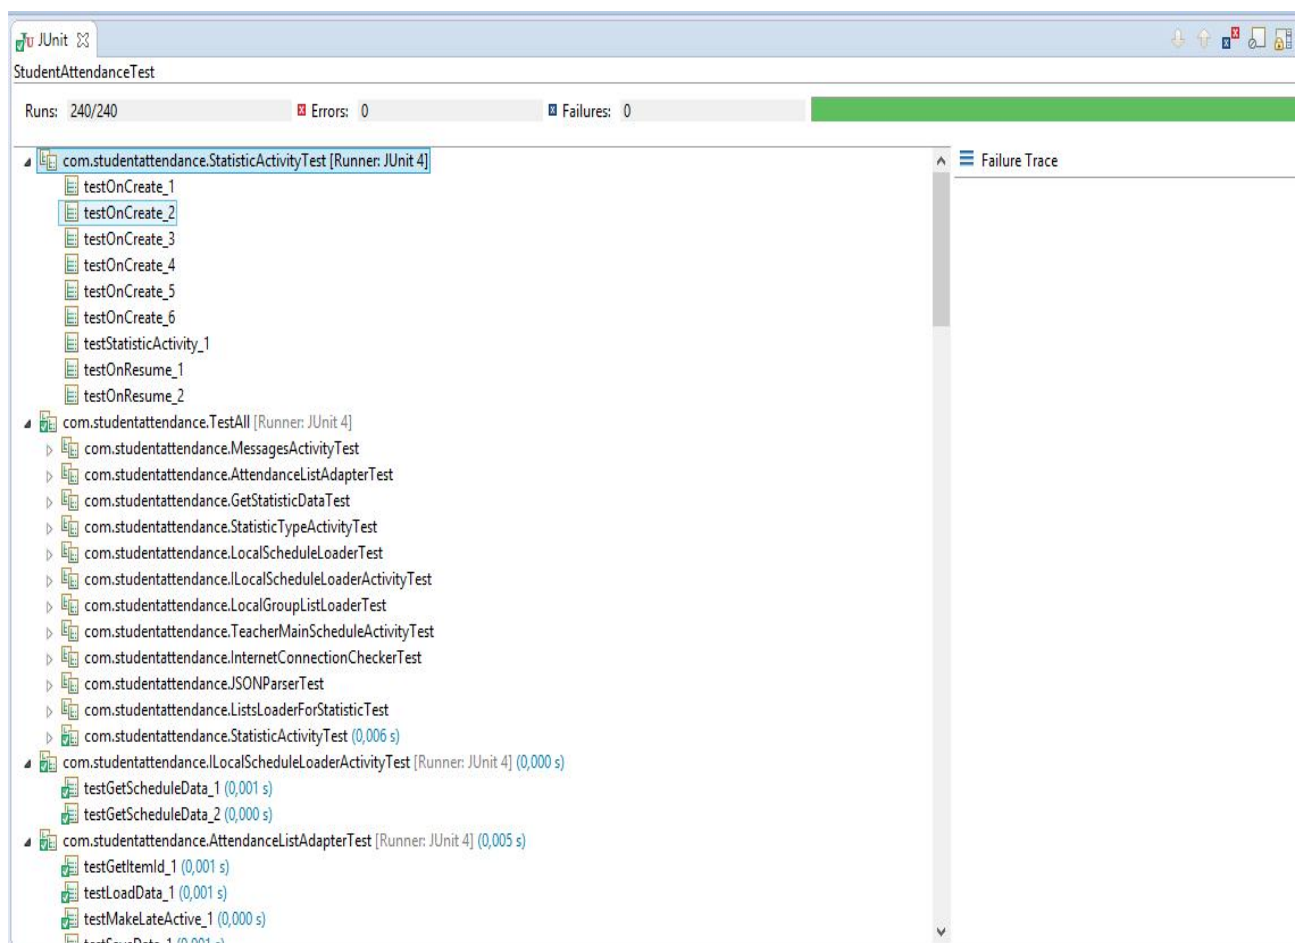 JUnit
StudentAttendanceTest
Runs: 240/240 Errors: 0 Failures: 0
com.studentattendance.StatisticActivityTest [Runner: JUnit 4]
Failure Trace
testOnCreate_1
testOnCreate_2
testOnCreate_3
testOnCreate_4
testOnCreate_5
testOnCreate_6
testStatisticActivity_1
testOnResume_1
testOnResume_2
com.studentattendance.TestAll [Runner: JUnit 4]
com.studentattendance.MessagesActivityTest
com.studentattendance.AttendanceListAdapterTest
com.studentattendance.GetStatisticDataTest
com.studentattendance.StatisticTypeActivityTest
com.studentattendance.LocalScheduleLoaderTest
com.studentattendance.ILocalScheduleLoaderActivityTest
com.studentattendance.LocalGroupListLoaderTest
com.studentattendance.TeacherMainScheduleActivityTest
com.studentattendance.InternetConnectionCheckerTest
com.studentattendance.JSONParserTest
com.studentattendance.ListsLoaderForStatisticTest
com.studentattendance.StatisticActivityTest (0,006 s)
com.studentattendance.ILocalScheduleLoaderActivityTest [Runner: JUnit 4] (0,000 s)
testGetScheduleData_1 (0,001 s)
testGetScheduleData_2 (0,000 s)
com.studentattendance.AttendanceListAdapterTest [Runner: JUnit 4] (0,005 s)
testGetItemId_1 (0,001 s)
testLoadData_1 (0,001 s)
testMakeLateActive_1 (0,000 s)